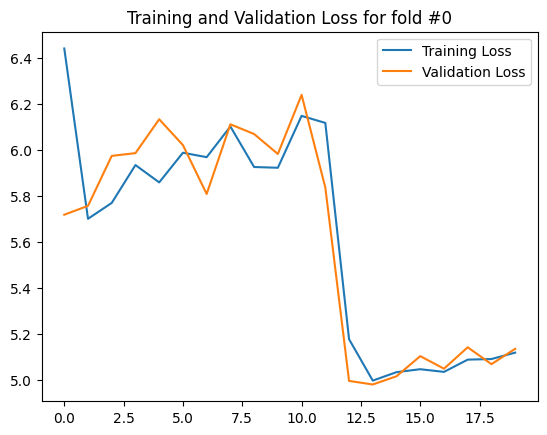 Training and Validation Loss for fold #0
Training Loss
Validation Loss
6.4
6.2
6.0
5.8
5.6
5.4
5.2
5.0
0.0 2.5 5.0 7.5 10.0 12.5 15.0 17.5